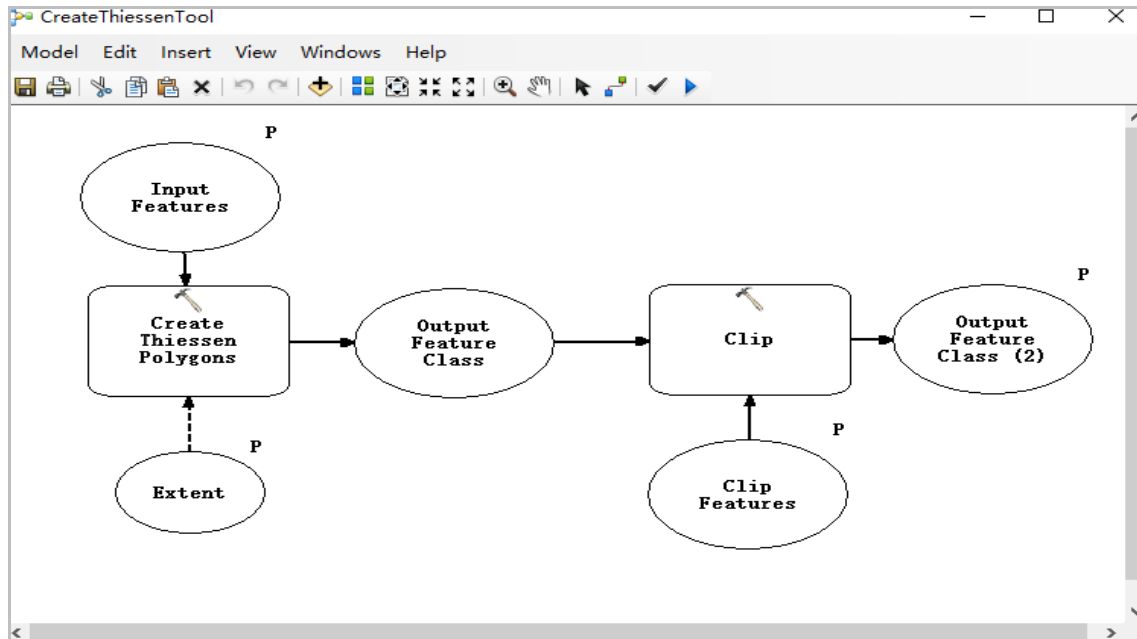 CreateThiessenTool
Model Edit Insert View Windows Help
P
Input
Features
P
Create
Thiessen
Polygons
Output
Feature
Class
Clip
Output
Feature
Class (2)
P
P
Extent
Clip
Features